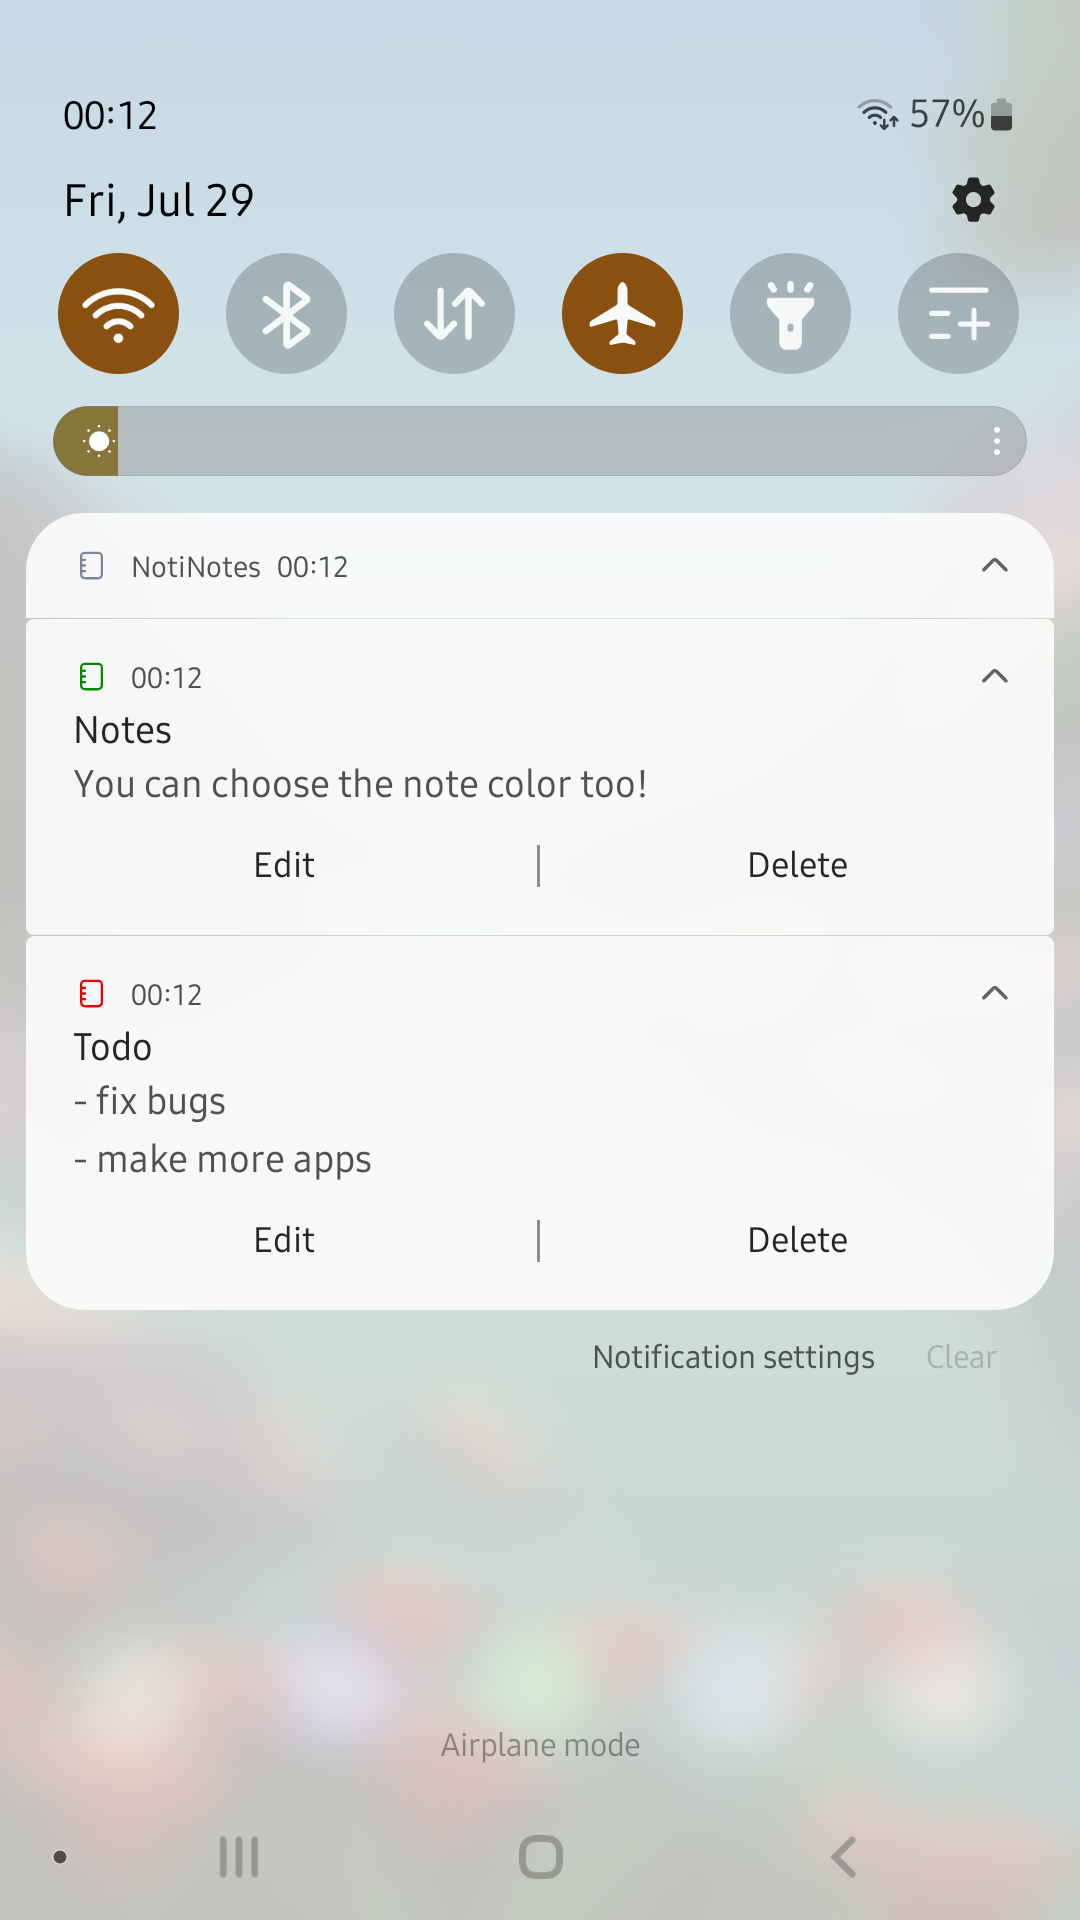 00:12
57%
Fri, Jul 29
NotiNotes 00:12
00:12
Notes
You can choose the note color too!
Edit | Delete
00:12
Todo
- fix bugs
- make more apps
Edit | Delete
Notification settings Clear
Airplane mode